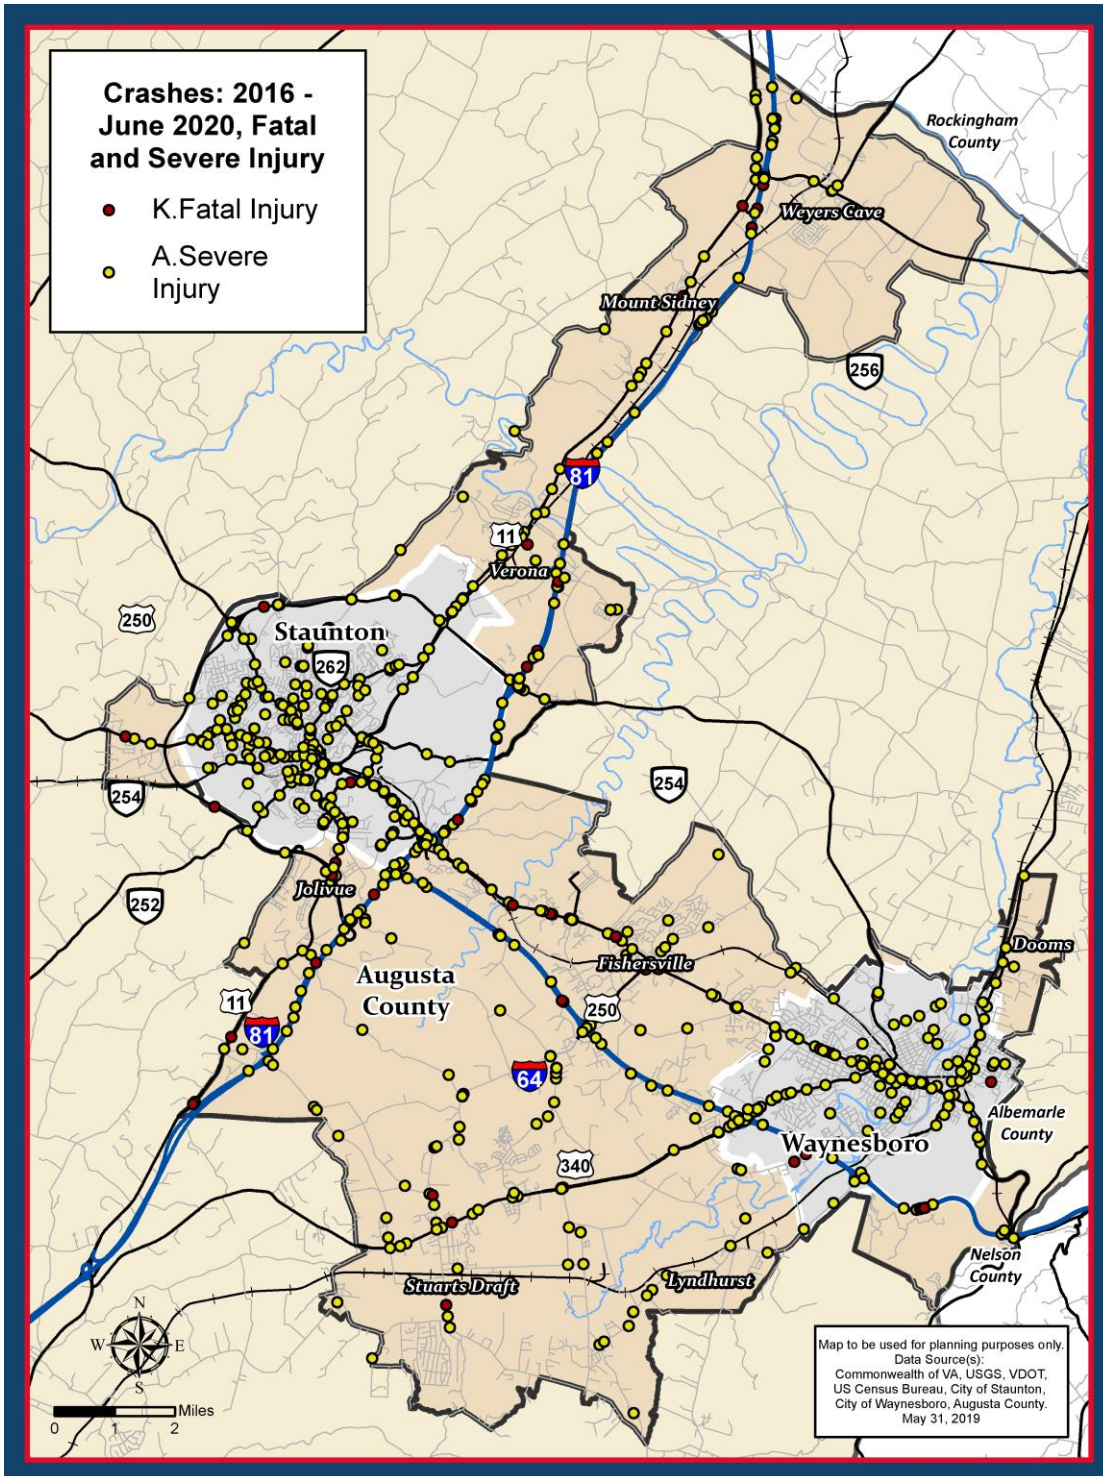 Crashes: 2016 -
June 2020, Fatal
and Severe Injury
K.Fatal Injury
A.Severe
Injury
Rockingham
County
Weyers Cave
Mount Sidney
256
81
11
Verona
250
Staunton
262
254
254
252
Jolivue
Dooms
Fishersville
Augusta
County
11
250
81
64
Albemarle
County
Waynesboro
340
Nelson
County
Stuarts Draft
Lyndhurst
N
W
E
S
Miles
0
1
2
Map to be used for planning purposes only.
Data Source(s):
Commonwealth of VA, USGS, VDOT,
US Census Bureau, City of Staunton,
City of Waynesboro, Augusta County.
May 31, 2019